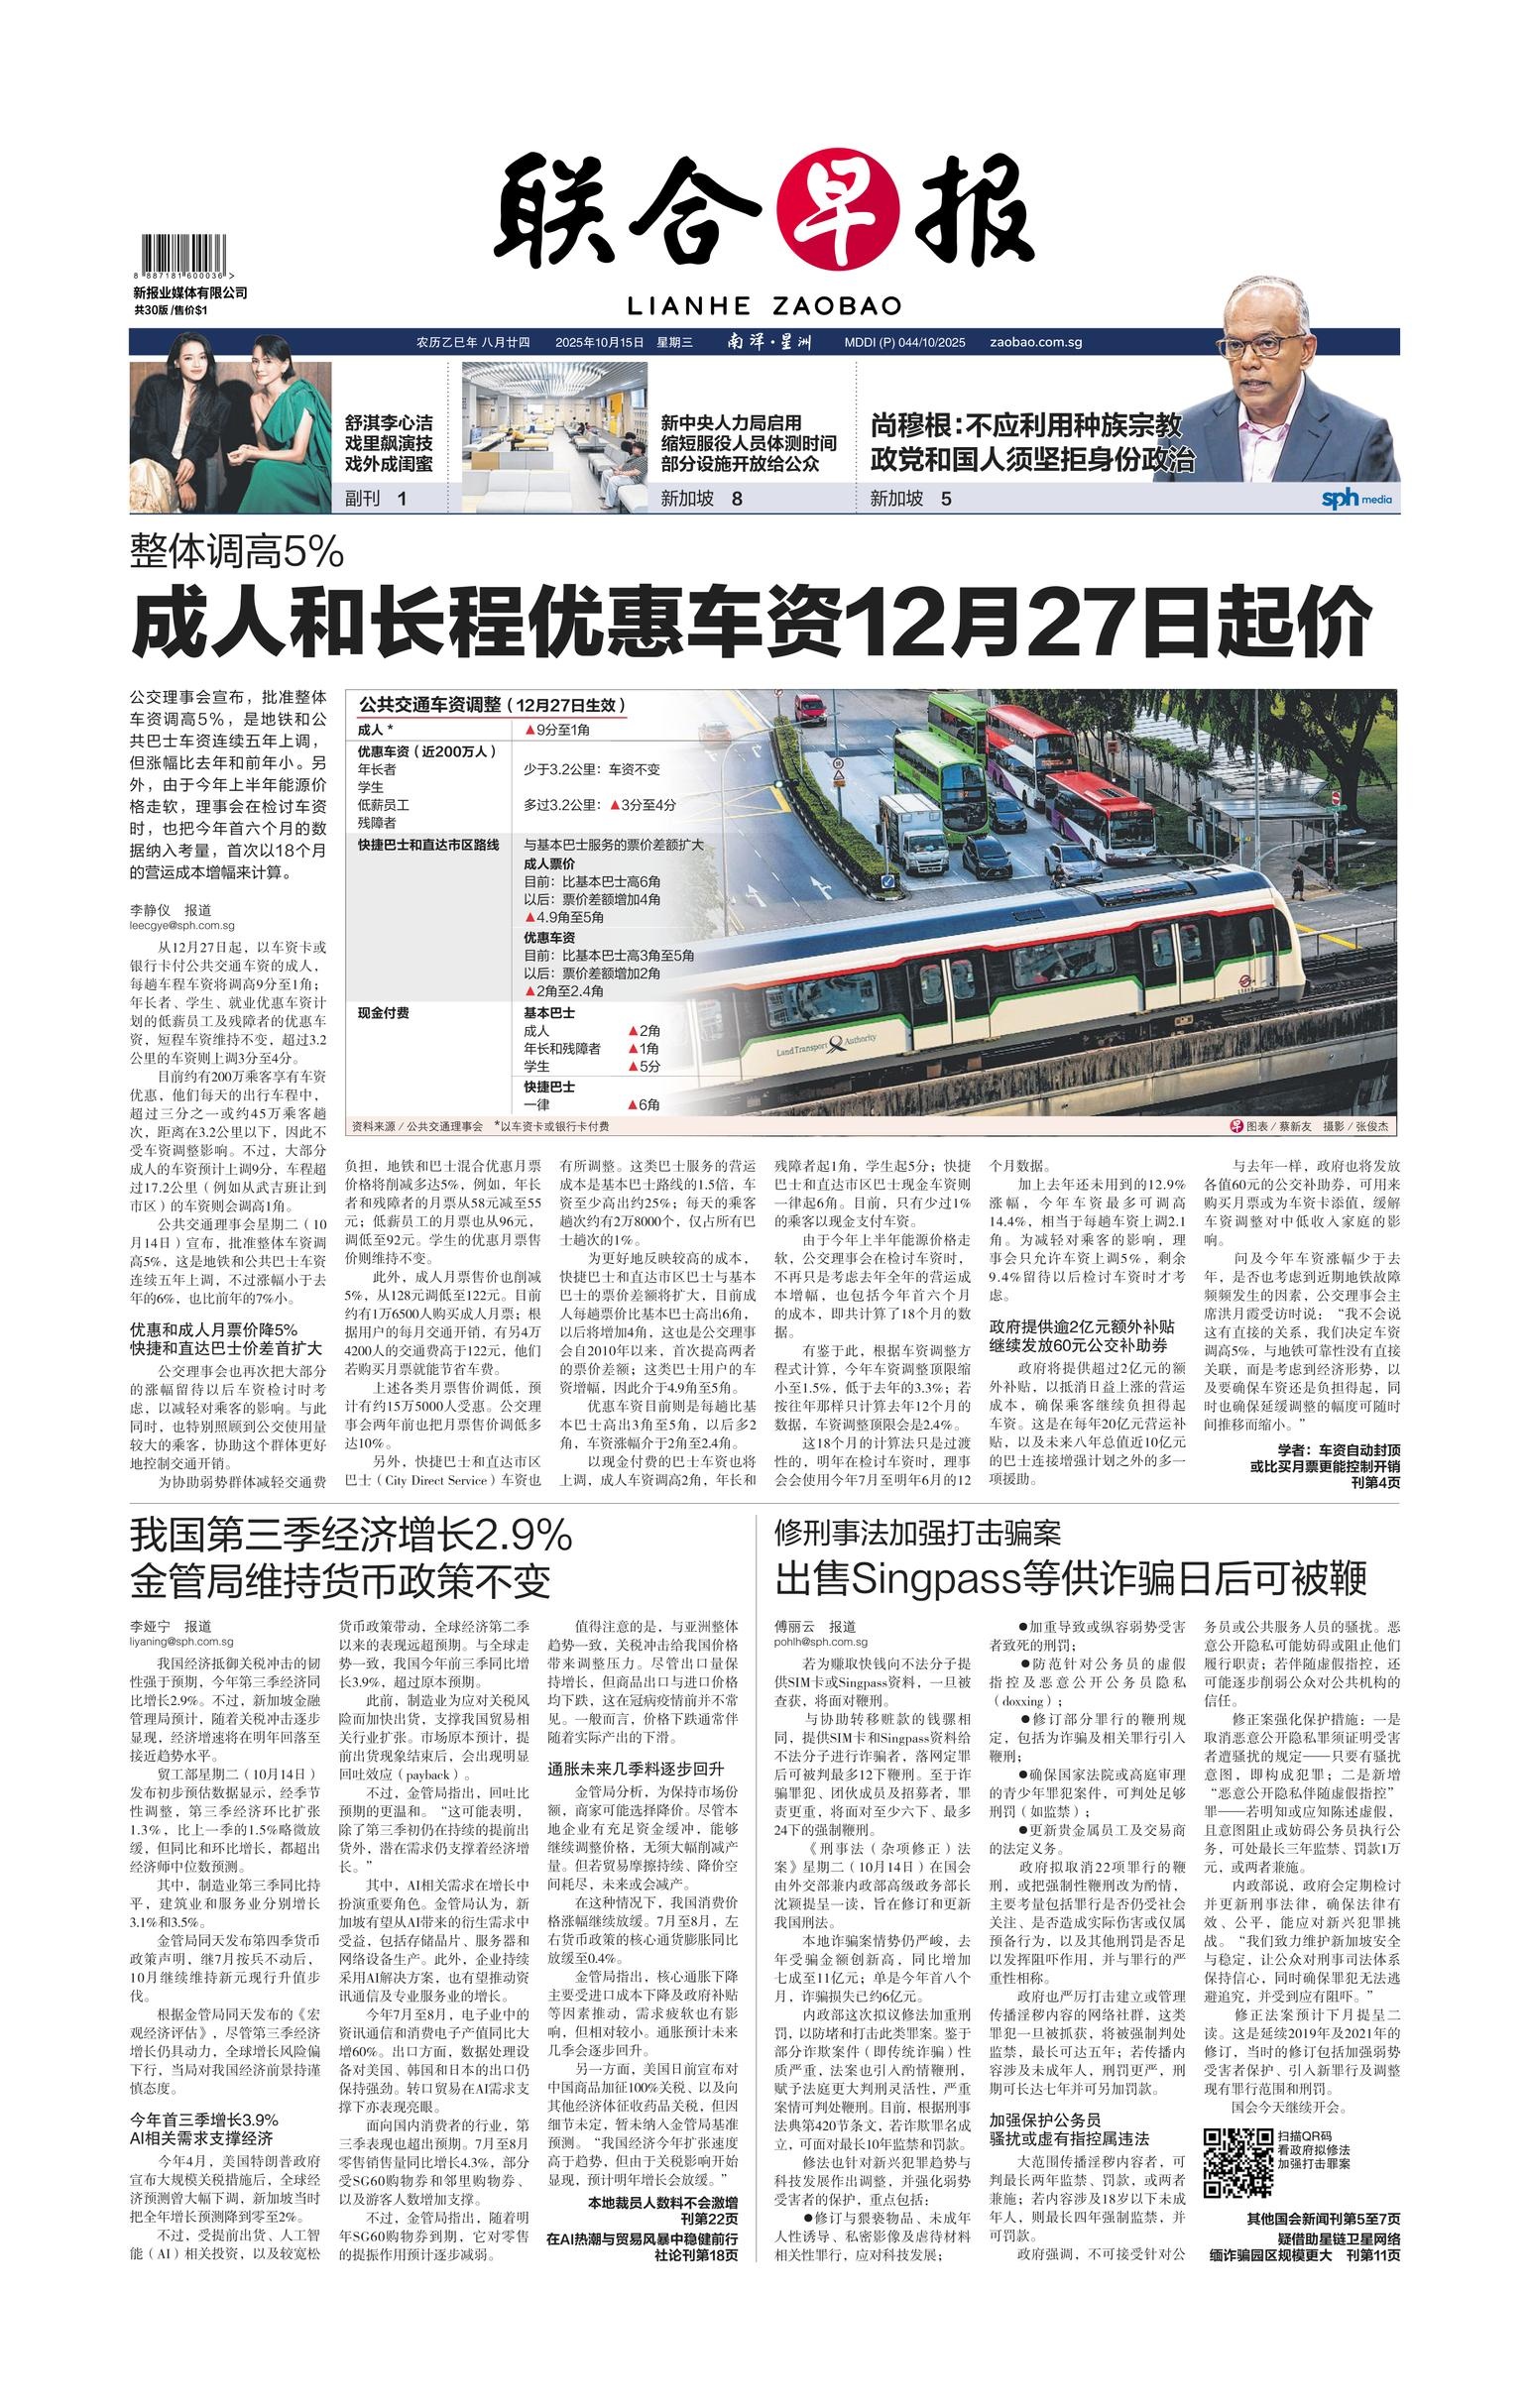 联合早报
LIANHE ZAOBAO
8 887181 600036 >
新报业媒体有限公司
共30版 /售价$1
农历乙巳年 八月廿四 2025年10月15日 星期三 南洋·星洲 MDDI (P) 044/10/2025 zaobao.com.sg
舒淇李心洁
戏里飙演技
戏外成闺蜜
副刊 1
新中央人力局启用
缩短服役人员体测时间
部分设施开放给公众
新加坡 8
尚穆根：不应利用种族宗教
政党和国人须坚拒身份政治
新加坡 5
sph media
整体调高5%
成人和长程优惠车资12月27日起价
公交理事会宣布，批准整体
车资调高5%，是地铁和公
共巴士车资连续五年上调，
但涨幅比去年和前年小。另
外，由于今年上半年能源价
格走软，理事会在检讨车资
时，也把今年首六个月的数
据纳入考量，首次以18个月
的营运成本增幅来计算。
李静仪 报道
leecgye@sph.com.sg
从12月27日起，以车资卡或
银行卡付公共交通车资的成人，
每趟车程车资将调高9分至1角；
年长者、学生、就业优惠车资计
划的低薪员工及残障者的优惠车
资，短程车资维持不变，超过3.2
公里的车资则上调3分至4分。
目前约有200万乘客享有车资
优惠，他们每天的出行车程中，
超过三分之一或约45万乘客趟
次，距离在3.2公里以下，因此不
受车资调整影响。不过，大部分
成人的车资预计上调9分，车程超
过17.2公里（例如从武吉班让到
市区）的车资则会调高1角。
公共交通理事会星期二（10
月14日）宣布，批准整体车资调
高5%，这是地铁和公共巴士车资
连续五年上调，不过涨幅小于去
年的6%，也比前年的7%小。
优惠和成人月票价降5%
快捷和直达巴士价差首扩大
公交理事会也再次把大部分
的涨幅留待以后车资检讨时考
虑，以减轻对乘客的影响。与此
同时，也特别照顾到公交使用量
较大的乘客，协助这个群体更好
地控制交通开销。
为协助弱势群体减轻交通费
公共交通车资调整（12月27日生效）
成人 * ▲9分至1角
优惠车资（近200万人）
年长者 少于3.2公里：车资不变
学生
低薪员工 多过3.2公里：▲3分至4分
残障者
快捷巴士和直达市区路线 与基本巴士服务的票价差额扩大
成人票价
目前：比基本巴士高6角
以后：票价差额增加4角
▲4.9角至5角
优惠车资
目前：比基本巴士高3角至5角
以后：票价差额增加2角
▲2角至2.4角
现金付费 基本巴士
成人 ▲2角
年长和残障者 ▲1角
学生 ▲5分
快捷巴士
一律 ▲6角
Land Transport Authority
资料来源／公共交通理事会 *以车资卡或银行卡付费
早 图表／蔡新友 摄影／张俊杰
负担，地铁和巴士混合优惠月票
价格将削减多达5%，例如，年长
者和残障者的月票从58元减至55
元；低薪员工的月票也从96元，
调低至92元。学生的优惠月票售
价则维持不变。
此外，成人月票售价也削减
5%，从128元调低至122元。目前
约有1万6500人购买成人月票；根
据用户的每月交通开销，有另4万
4200人的交通费高于122元，他们
若购买月票就能节省车费。
上述各类月票售价调低，预
计有约15万5000人受惠。公交理
事会两年前也把月票售价调低多
达10%。
另外，快捷巴士和直达市区
巴士（City Direct Service）车资也
有所调整。这类巴士服务的营运
成本是基本巴士路线的1.5倍，车
资至少高出约25%；每天的乘客
趟次约有2万8000个，仅占所有巴
士趟次的1%。
为更好地反映较高的成本，
快捷巴士和直达市区巴士与基本
巴士的票价差额将扩大，目前成
人每趟票价比基本巴士高出6角，
以后将增加4角，这也是公交理事
会自2010年以来，首次提高两者
的票价差额；这类巴士用户的车
资增幅，因此介于4.9角至5角。
优惠车资目前则是每趟比基
本巴士高出3角至5角，以后多2
角，车资涨幅介于2角至2.4角。
以现金付费的巴士车资也将
上调，成人车资调高2角，年长和
残障者起1角，学生起5分；快捷
巴士和直达市区巴士现金车资则
一律起6角。目前，只有少过1%
的乘客以现金支付车资。
由于今年上半年能源价格走
软，公交理事会在检讨车资时，
不再只是考虑去年全年的营运成
本增幅，也包括今年首六个月
的成本，即共计算了18个月的数
据。
有鉴于此，根据车资调整方
程式计算，今年车资调整顶限缩
小至1.5%，低于去年的3.3%；若
按往年那样只计算去年12个月的
数据，车资调整顶限会是2.4%。
这18个月的计算法只是过渡
性的，明年在检讨车资时，理事
会会使用今年7月至明年6月的12
个月数据。
加上去年还未用到的12.9%
涨幅，今年车资最多可调高
14.4%，相当于每趟车资上调2.1
角。为减轻对乘客的影响，理
事会只允许车资上调5%，剩余
9.4%留待以后检讨车资时才考
虑。
政府提供逾2亿元额外补贴
继续发放60元公交补助券
政府将提供超过2亿元的额
外补贴，以抵消日益上涨的营运
成本，确保乘客继续负担得起
车资。这是在每年20亿元营运补
贴，以及未来八年总值近10亿元
的巴士连接增强计划之外的多一
项援助。
与去年一样，政府也将发放
各值60元的公交补助券，可用来
购买月票或为车资卡添值，缓解
车资调整对中低收入家庭的影
响。
问及今年车资涨幅少于去
年，是否也考虑到近期地铁故障
频频发生的因素，公交理事会主
席洪月霞受访时说：“我不会说
这有直接的关系，我们决定车资
调高5%，与地铁可靠性没有直接
关联，而是考虑到经济形势，以
及要确保车资还是负担得起，同
时也确保延缓调整的幅度可随时
间推移而缩小。”
学者：车资自动封顶
或比买月票更能控制开销
刊第4页
我国第三季经济增长2.9%
金管局维持货币政策不变
李娅宁 报道
liyaning@sph.com.sg
我国经济抵御关税冲击的韧
性强于预期，今年第三季经济同
比增长2.9%。不过，新加坡金融
管理局预计，随着关税冲击逐步
显现，经济增速将在明年回落至
接近趋势水平。
贸工部星期二（10月14日）
发布初步预估数据显示，经季节
性调整，第三季经济环比扩张
1.3%，比上一季的1.5%略微放
缓，但同比和环比增长，都超出
经济师中位数预测。
其中，制造业第三季同比持
平，建筑业和服务业分别增长
3.1%和3.5%。
金管局同天发布第四季货币
政策声明，继7月按兵不动后，
10月继续维持新元现行升值步
伐。
根据金管局同天发布的《宏
观经济评估》，尽管第三季经济
增长仍具动力，全球增长风险偏
下行，当局对我国经济前景持谨
慎态度。
今年首三季增长3.9%
AI相关需求支撑经济
今年4月，美国特朗普政府
宣布大规模关税措施后，全球经
济预测曾大幅下调，新加坡当时
把全年增长预测降到零至2%。
不过，受提前出货、人工智
能（AI）相关投资，以及较宽松
货币政策带动，全球经济第二季
以来的表现远超预期。与全球走
势一致，我国今年前三季同比增
长3.9%，超过原本预期。
此前，制造业为应对关税风
险而加快出货，支撑我国贸易相
关行业扩张。市场原本预计，提
前出货现象结束后，会出现明显
回吐效应（payback）。
不过，金管局指出，回吐比
预期的更温和。“这可能表明，
除了第三季初仍在持续的提前出
货外，潜在需求仍支撑着经济增
长。”
其中，AI相关需求在增长中
扮演重要角色。金管局认为，新
加坡有望从AI带来的衍生需求中
受益，包括存储晶片、服务器和
网络设备生产。此外，企业持续
采用AI解决方案，也有望推动资
讯通信及专业服务业的增长。
今年7月至8月，电子业中的
资讯通信和消费电子产值同比大
增60%。出口方面，数据处理设
备对美国、韩国和日本的出口仍
保持强劲。转口贸易在AI需求支
撑下亦表现亮眼。
面向国内消费者的行业，第
三季表现也超出预期。7月至8月
零售销售量同比增长4.3%，部分
受SG60购物券和邻里购物券、
以及游客人数增加支撑。
不过，金管局指出，随着明
年SG60购物券到期，它对零售
的提振作用预计逐步减弱。
值得注意的是，与亚洲整体
趋势一致，关税冲击给我国价格
带来调整压力。尽管出口量保
持增长，但商品出口与进口价格
均下跌，这在冠病疫情前并不常
见。一般而言，价格下跌通常伴
随着实际产出的下滑。
通胀未来几季料逐步回升
金管局分析，为保持市场份
额，商家可能选择降价。尽管本
地企业有充足资金缓冲，能够
继续调整价格，无须大幅削减产
量。但若贸易摩擦持续、降价空
间耗尽，未来或会减产。
在这种情况下，我国消费价
格涨幅继续放缓。7月至8月，左
右货币政策的核心通货膨胀同比
放缓至0.4%。
金管局指出，核心通胀下降
主要受进口成本下降及政府补贴
等因素推动，需求疲软也有影
响，但相对较小。通胀预计未来
几季会逐步回升。
另一方面，美国日前宣布对
中国商品加征100%关税、以及向
其他经济体征收药品关税，但因
细节未定，暂未纳入金管局基准
预测。“我国经济今年扩张速度
高于趋势，但由于关税影响开始
显现，预计明年增长会放缓。”
本地裁员人数料不会激增
刊第22页
在AI热潮与贸易风暴中稳健前行
社论刊第18页
修刑事法加强打击骗案
出售Singpass等供诈骗日后可被鞭
傅丽云 报道
pohlh@sph.com.sg
若为赚取快钱向不法分子提
供SIM卡或Singpass资料，一旦被
查获，将面对鞭刑。
与协助转移赃款的钱骡相
同，提供SIM卡和Singpass资料给
不法分子进行诈骗者，落网定罪
后可被判最多12下鞭刑。至于诈
骗罪犯、团伙成员及招募者，罪
责更重，将面对至少六下、最多
24下的强制鞭刑。
《刑事法（杂项修正）法
案》星期二（10月14日）在国会
由外交部兼内政部高级政务部长
沈颖提呈一读，旨在修订和更新
我国刑法。
本地诈骗案情势仍严峻，去
年受骗金额创新高，同比增加
七成至11亿元；单是今年首八个
月，诈骗损失已约6亿元。
内政部这次拟议修法加重刑
罚，以防堵和打击此类罪案。鉴于
部分诈欺案件（即传统诈骗）性
质严重，法案也引入酌情鞭刑，
赋予法庭更大判刑灵活性，严重
案情可判处鞭刑。目前，根据刑事
法典第420节条文，若诈欺罪名成
立，可面对最长10年监禁和罚款。
修法也针对新兴犯罪趋势与
科技发展作出调整，并强化弱势
受害者的保护，重点包括：
●修订与猥亵物品、未成年
人性诱导、私密影像及虐待材料
相关性罪行，应对科技发展；
●加重导致或纵容弱势受害
者致死的刑罚；
●防范针对公务员的虚假
指控及恶意公开公务员隐私
（doxxing）；
●修订部分罪行的鞭刑规
定，包括为诈骗及相关罪行引入
鞭刑；
●确保国家法院或高庭审理
的青少年罪犯案件，可判处足够
刑罚（如监禁）；
●更新贵金属员工及交易商
的法定义务。
政府拟取消22项罪行的鞭
刑，或把强制性鞭刑改为酌情，
主要考量包括罪行是否仍受社会
关注、是否造成实际伤害或仅属
预备行为，以及其他刑罚是否足
以发挥阻吓作用，并与罪行的严
重性相称。
政府也严厉打击建立或管理
传播淫秽内容的网络社群，这类
罪犯一旦被抓获，将被强制判处
监禁，最长可达五年；若传播内
容涉及未成年人，刑罚更严，刑
期可长达七年并可另加罚款。
加强保护公务员
骚扰或虚有指控属违法
大范围传播淫秽内容者，可
判最长两年监禁、罚款，或两者
兼施；若内容涉及18岁以下未成
年人，则最长四年强制监禁，并
可罚款。
政府强调，不可接受针对公
务员或公共服务人员的骚扰。恶
意公开隐私可能妨碍或阻止他们
履行职责；若伴随虚假指控，还
可能逐步削弱公众对公共机构的
信任。
修正案强化保护措施：一是
取消恶意公开隐私罪须证明受害
者遭骚扰的规定——只要有骚扰
意图，即构成犯罪；二是新增
“恶意公开隐私伴随虚假指控”
罪——若明知或应知陈述虚假，
且意图阻止或妨碍公务员执行公
务，可处最长三年监禁、罚款1万
元，或两者兼施。
内政部说，政府会定期检讨
并更新刑事法律，确保法律有
效、公平，能应对新兴犯罪挑
战。“我们致力维护新加坡安全
与稳定，让公众对刑事司法体系
保持信心，同时确保罪犯无法逃
避追究，并受到应有阻吓。”
修正法案预计下月提呈二
读。这是延续2019年及2021年的
修订，当时的修订包括加强弱势
受害者保护、引入新罪行及调整
现有罪行范围和刑罚。
国会今天继续开会。
扫描QR码
看政府拟修法
加强打击罪案
其他国会新闻刊第5至7页
疑借助星链卫星网络
缅诈骗园区规模更大 刊第11页